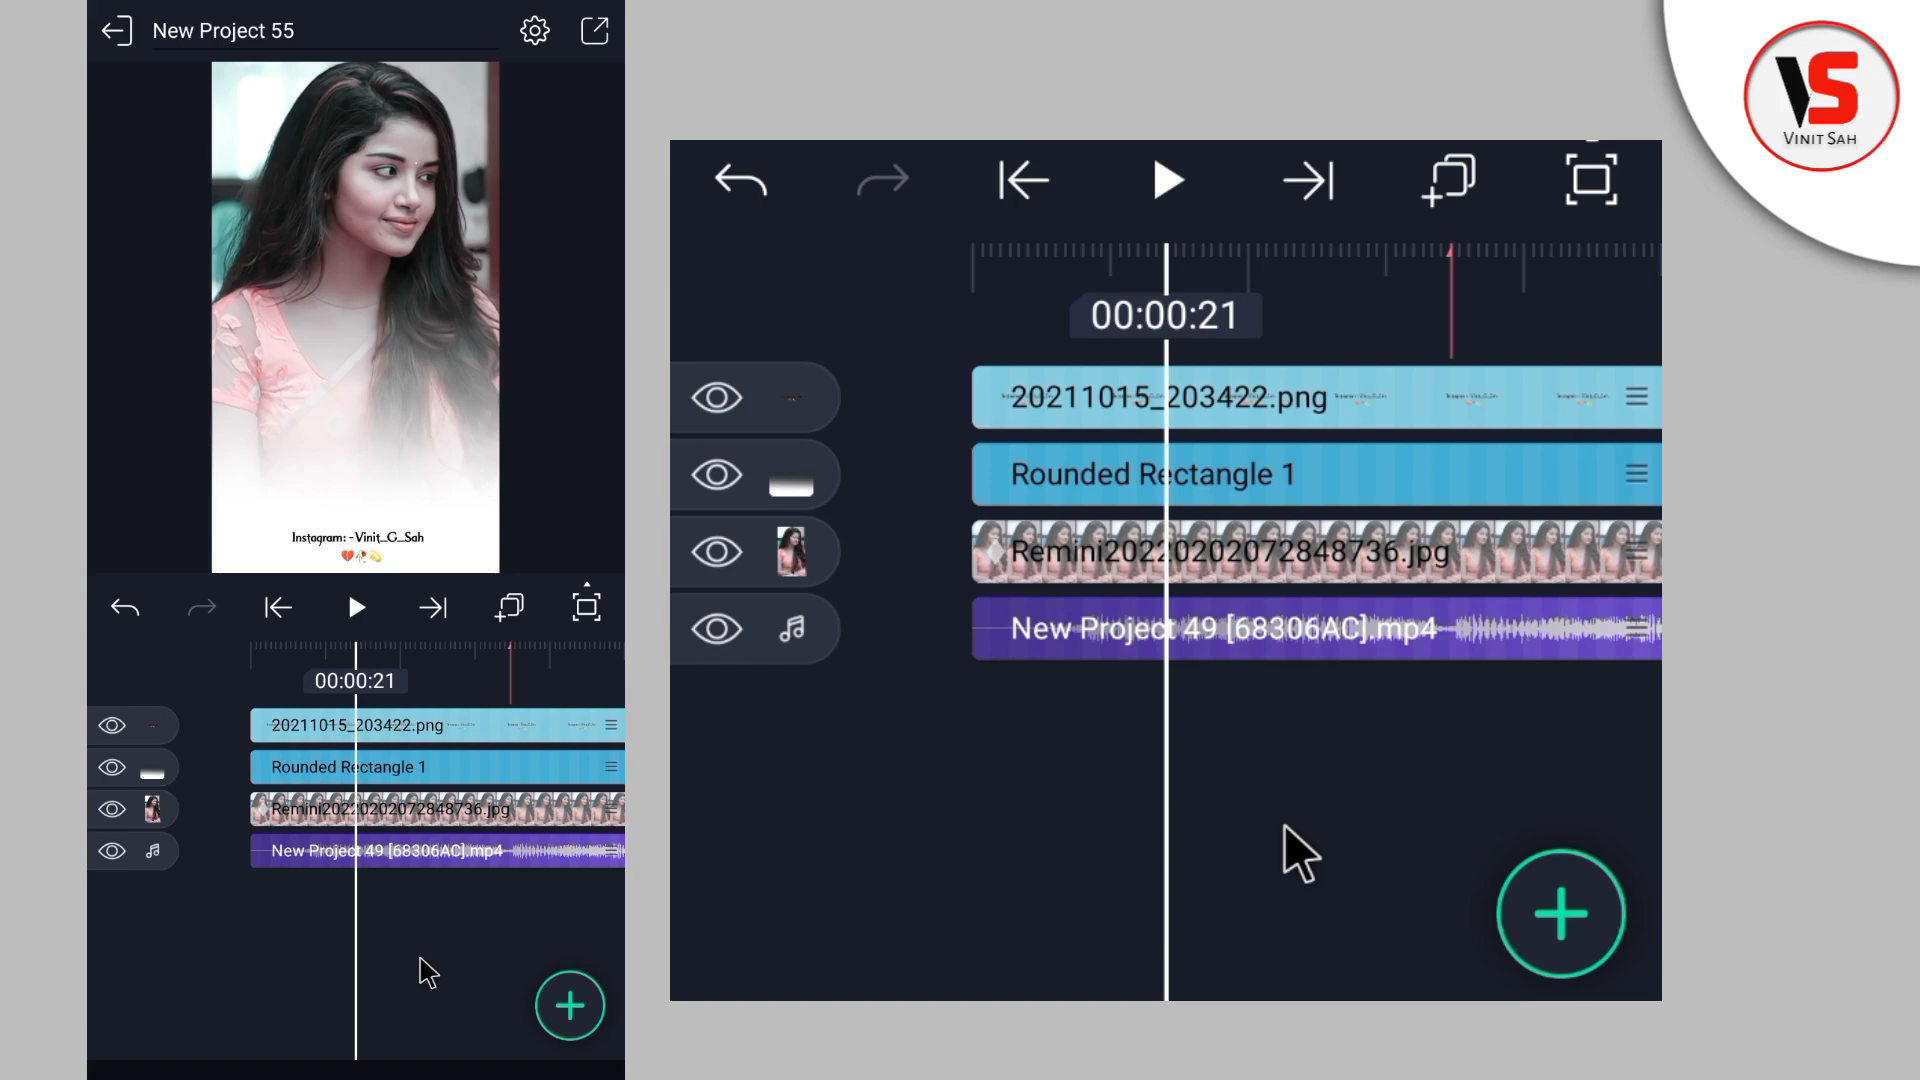 New Project 55
Instagram: -Vinit_G_Sah
00:00:21
20211015_203422.png
Rounded Rectangle 1
Remini20220202072848736.jpg
New Project 49 [68306AC].mp4
00:00:21
20211015_203422.png
Rounded Rectangle 1
Remini20220202072848736.jpg
New Project 49 [68306AC].mp4
VS
VINIT SAH